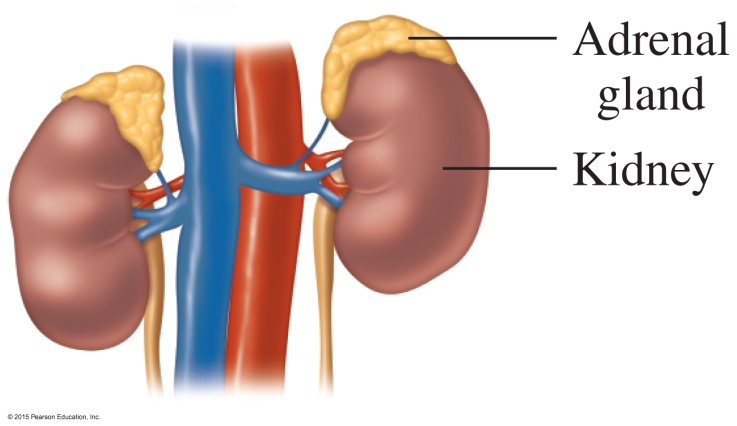 Adrenal
gland
Kidney
© 2015 Pearson Education, Inc.